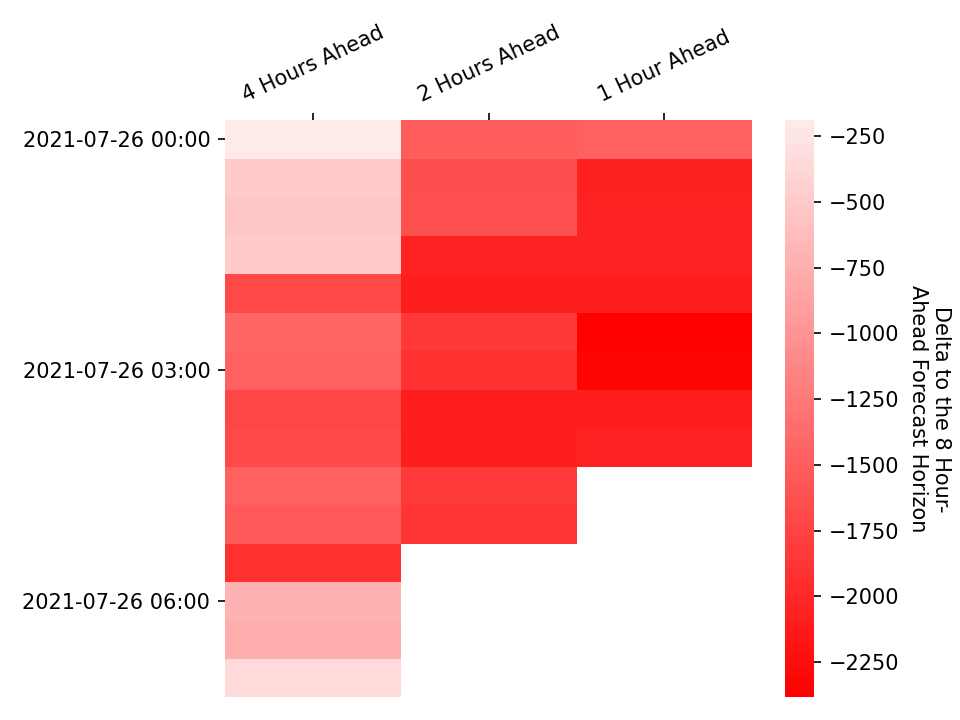 4 Hours Ahead
2 Hours Ahead
1 Hour Ahead
2021-07-26 00:00
2021-07-26 03:00
2021-07-26 06:00
−250
−500
−750
−1000
−1250
−1500
−1750
−2000
−2250
Delta to the 8 Hour-
Ahead Forecast Horizon